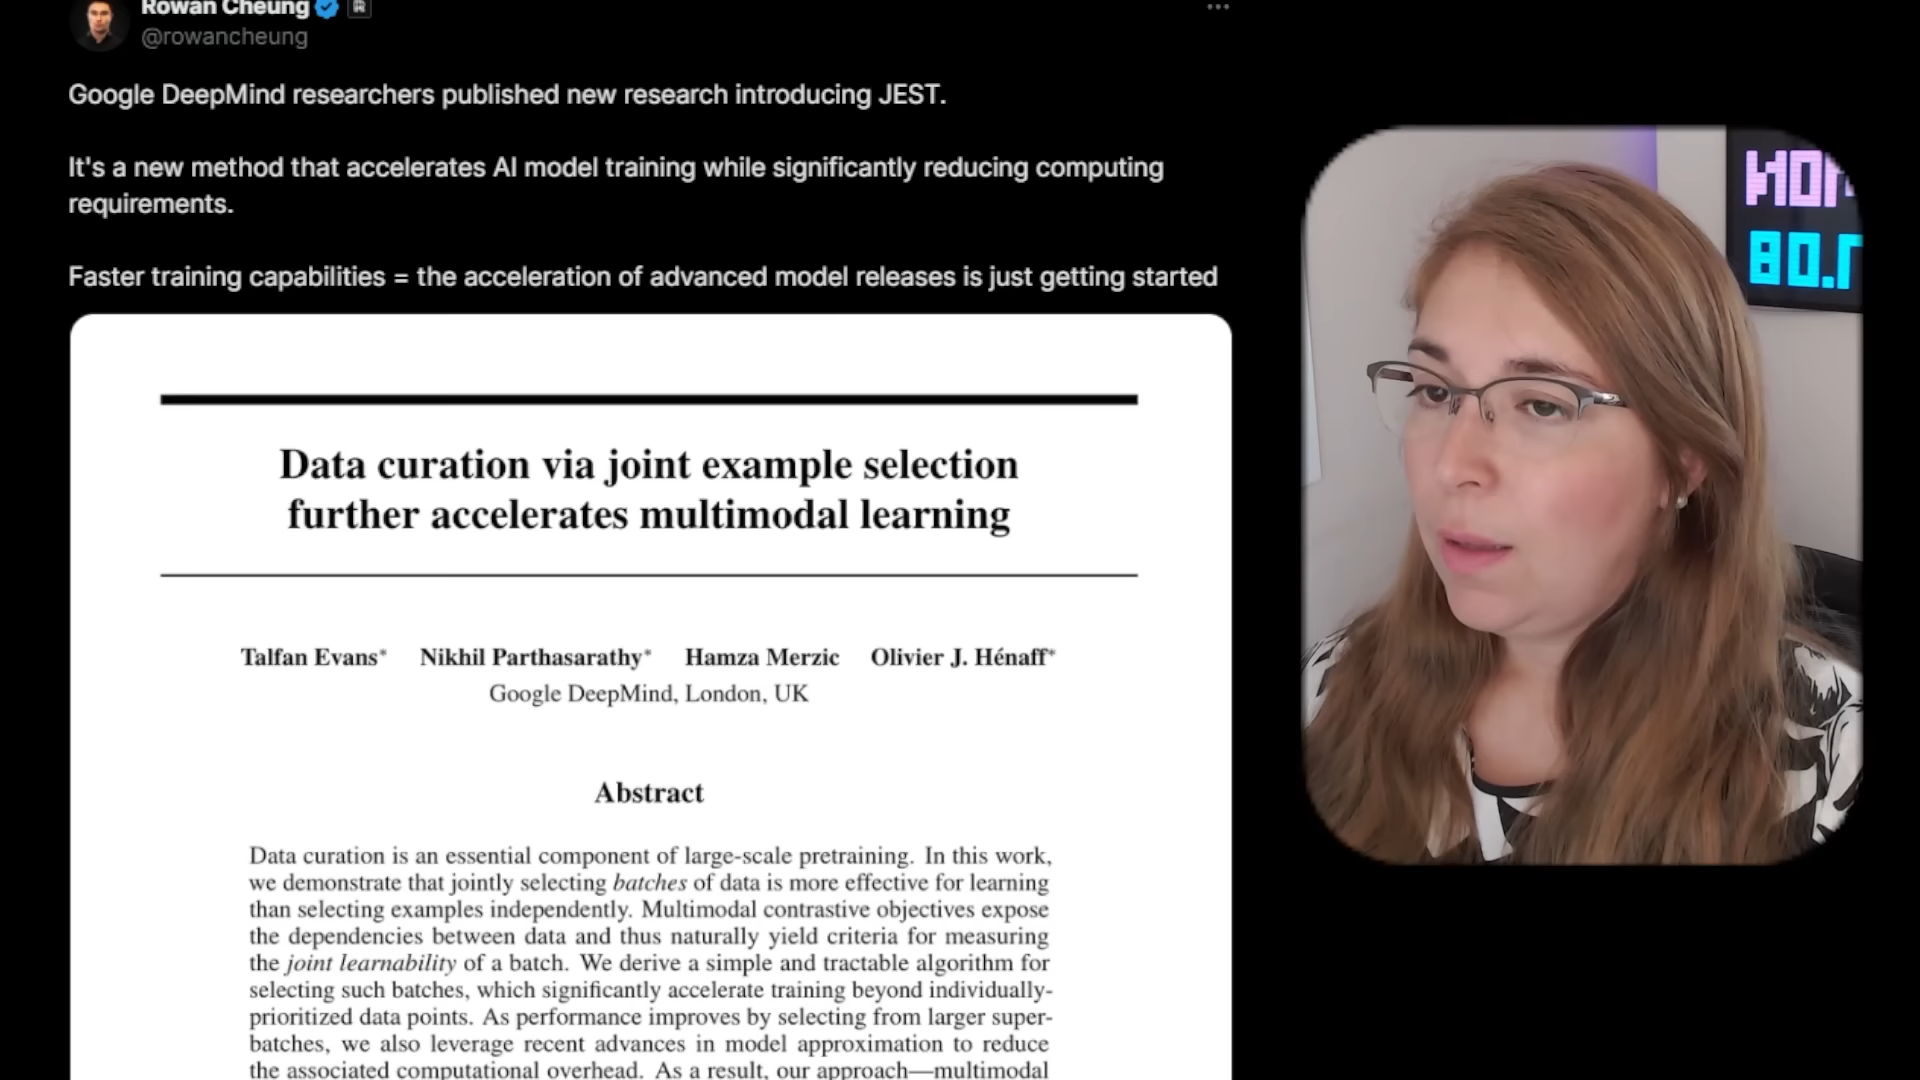 Rowan Cheung
@rowancheung
Google DeepMind researchers published new research introducing JEST.
It's a new method that accelerates AI model training while significantly reducing computing
requirements.
Faster training capabilities = the acceleration of advanced model releases is just getting started
Data curation via joint example selection
further accelerates multimodal learning
Talfan Evans* Nikhil Parthasarathy* Hamza Merzic Olivier J. Hénaff*
Google DeepMind, London, UK
Abstract
Data curation is an essential component of large-scale pretraining. In this work,
we demonstrate that jointly selecting batches of data is more effective for learning
than selecting examples independently. Multimodal contrastive objectives expose
the dependencies between data and thus naturally yield criteria for measuring
the joint learnability of a batch. We derive a simple and tractable algorithm for
selecting such batches, which significantly accelerate training beyond individually-
prioritized data points. As performance improves by selecting from larger super-
batches, we also leverage recent advances in model approximation to reduce
the associated computational overhead. As a result, our approach—multimodal